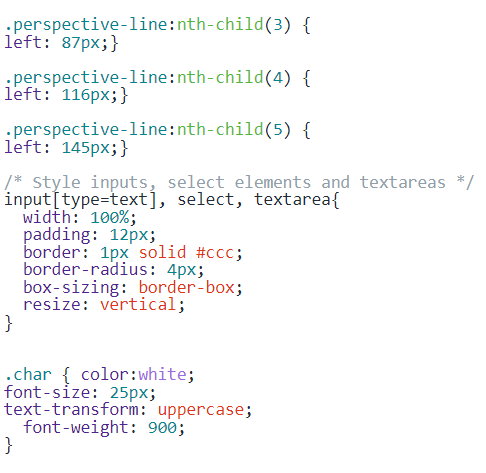 .perspective-line:nth-child(3) {
left: 87px;}
.perspective-line:nth-child(4) {
left: 116px;}
.perspective-line:nth-child(5) {
left: 145px;}
/* Style inputs, select elements and textareas */
input[type=text], select, textarea{
  width: 100%;
  padding: 12px;
  border: 1px solid #ccc;
  border-radius: 4px;
  box-sizing: border-box;
  resize: vertical;
}
.char { color:white;
font-size: 25px;
text-transform: uppercase;
  font-weight: 900;
}